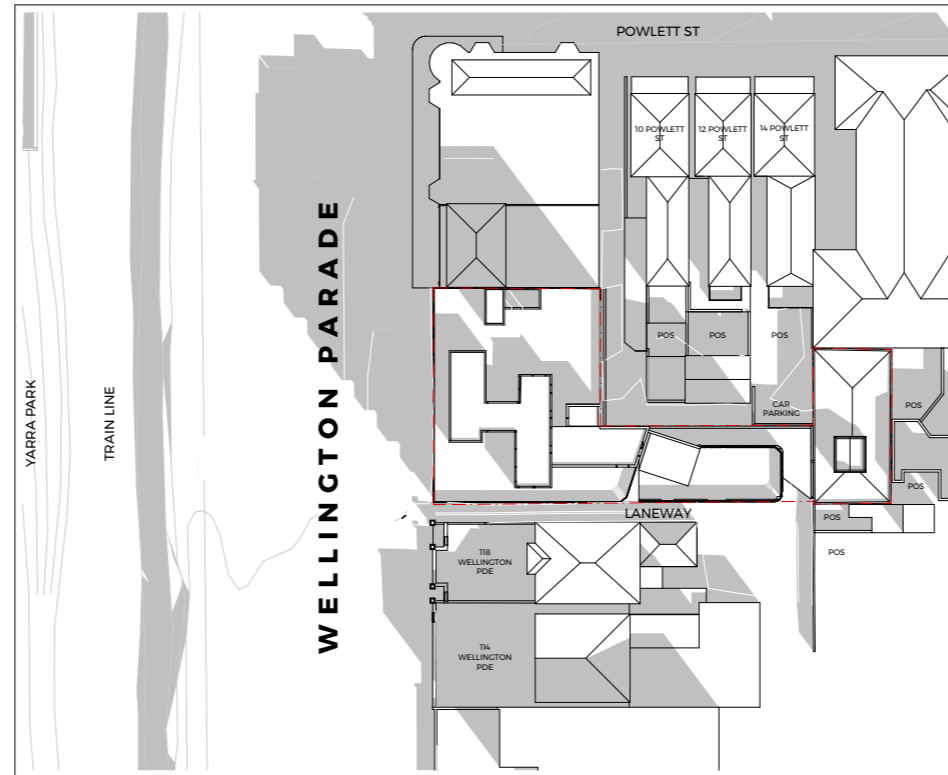 POWLETT ST
10 POWLETT
ST
12 POWLETT
ST
14 POWLETT
ST
WELLINGTON PARADE
YARRA PARK
TRAIN LINE
POS
POS
POS
CAR
PARKING
POS
POS
POS
POS
LANEWAY
118
WELLINGTON
PDE
114
WELLINGTON
PDE